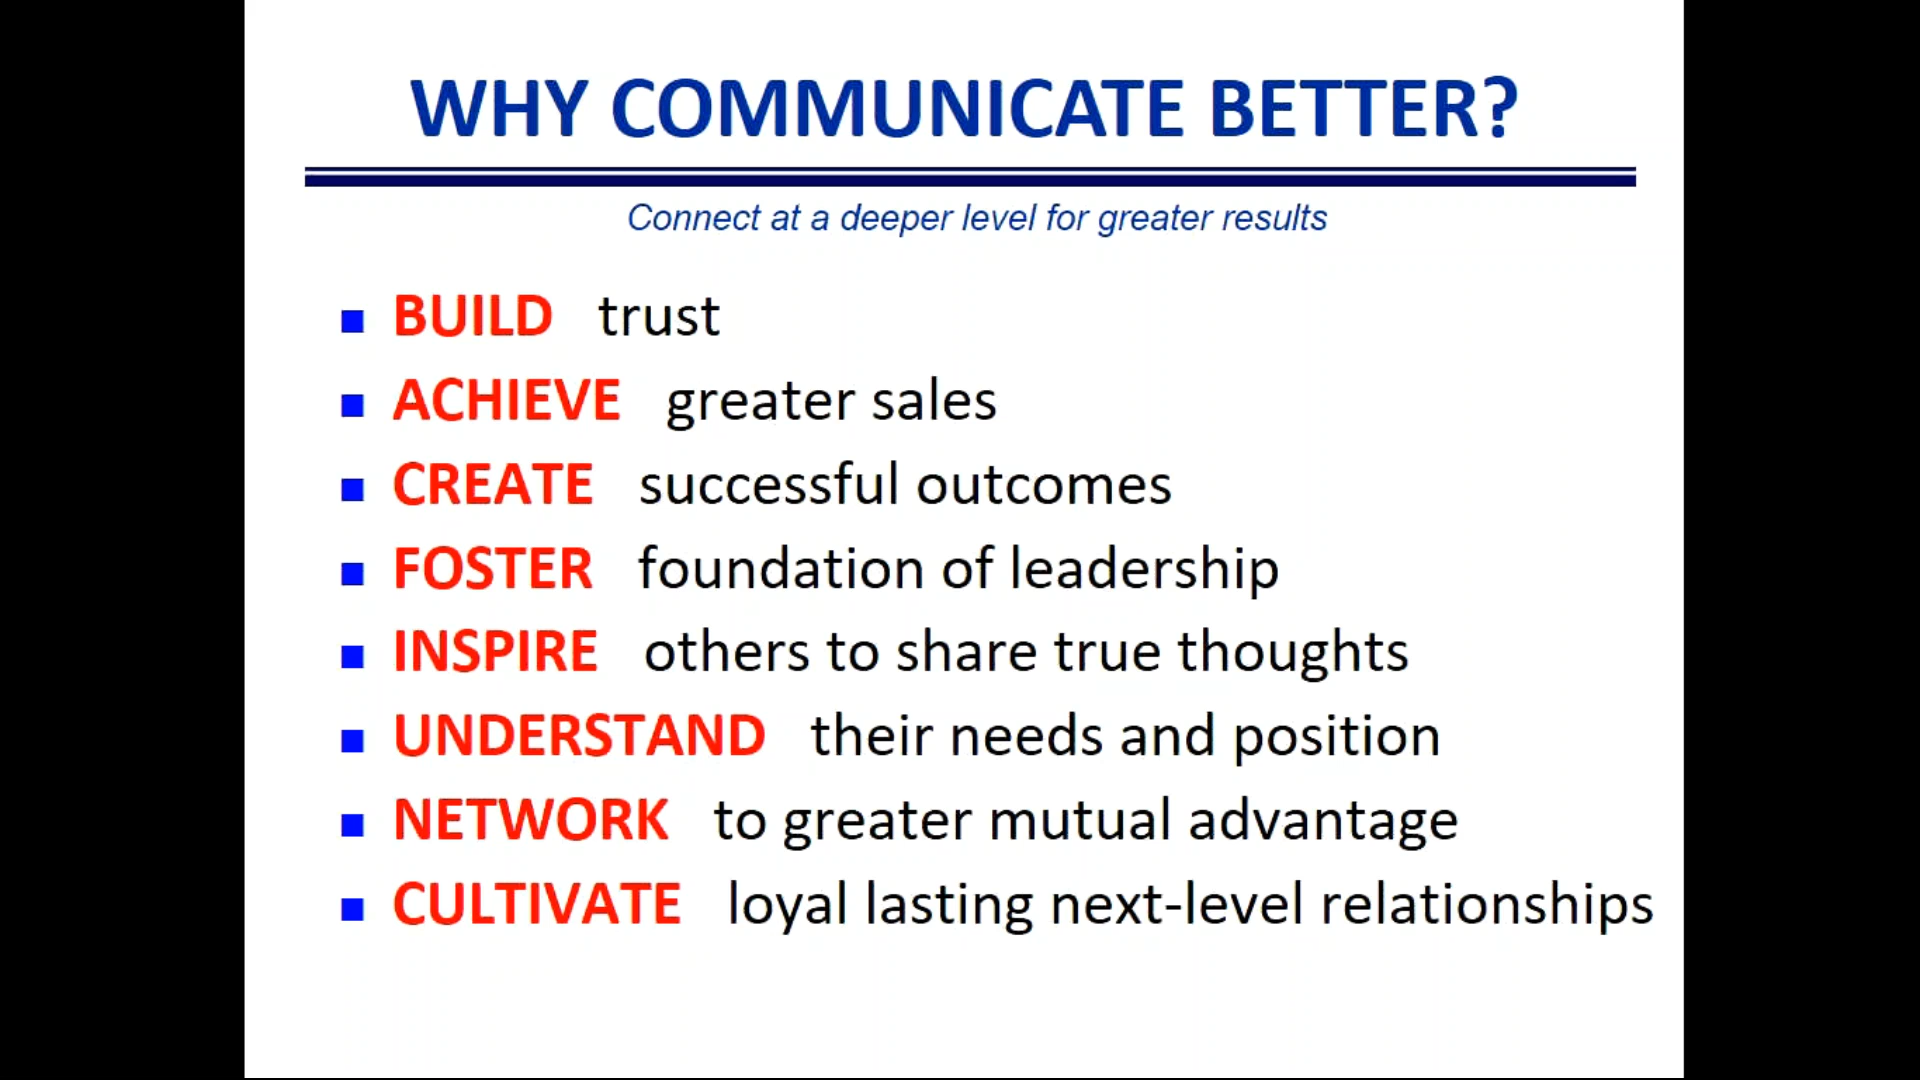 WHY COMMUNICATE BETTER?
Connect at a deeper level for greater results
BUILD trust
ACHIEVE greater sales
CREATE successful outcomes
FOSTER foundation of leadership
INSPIRE others to share true thoughts
UNDERSTAND their needs and position
NETWORK to greater mutual advantage
CULTIVATE loyal lasting next-level relationships